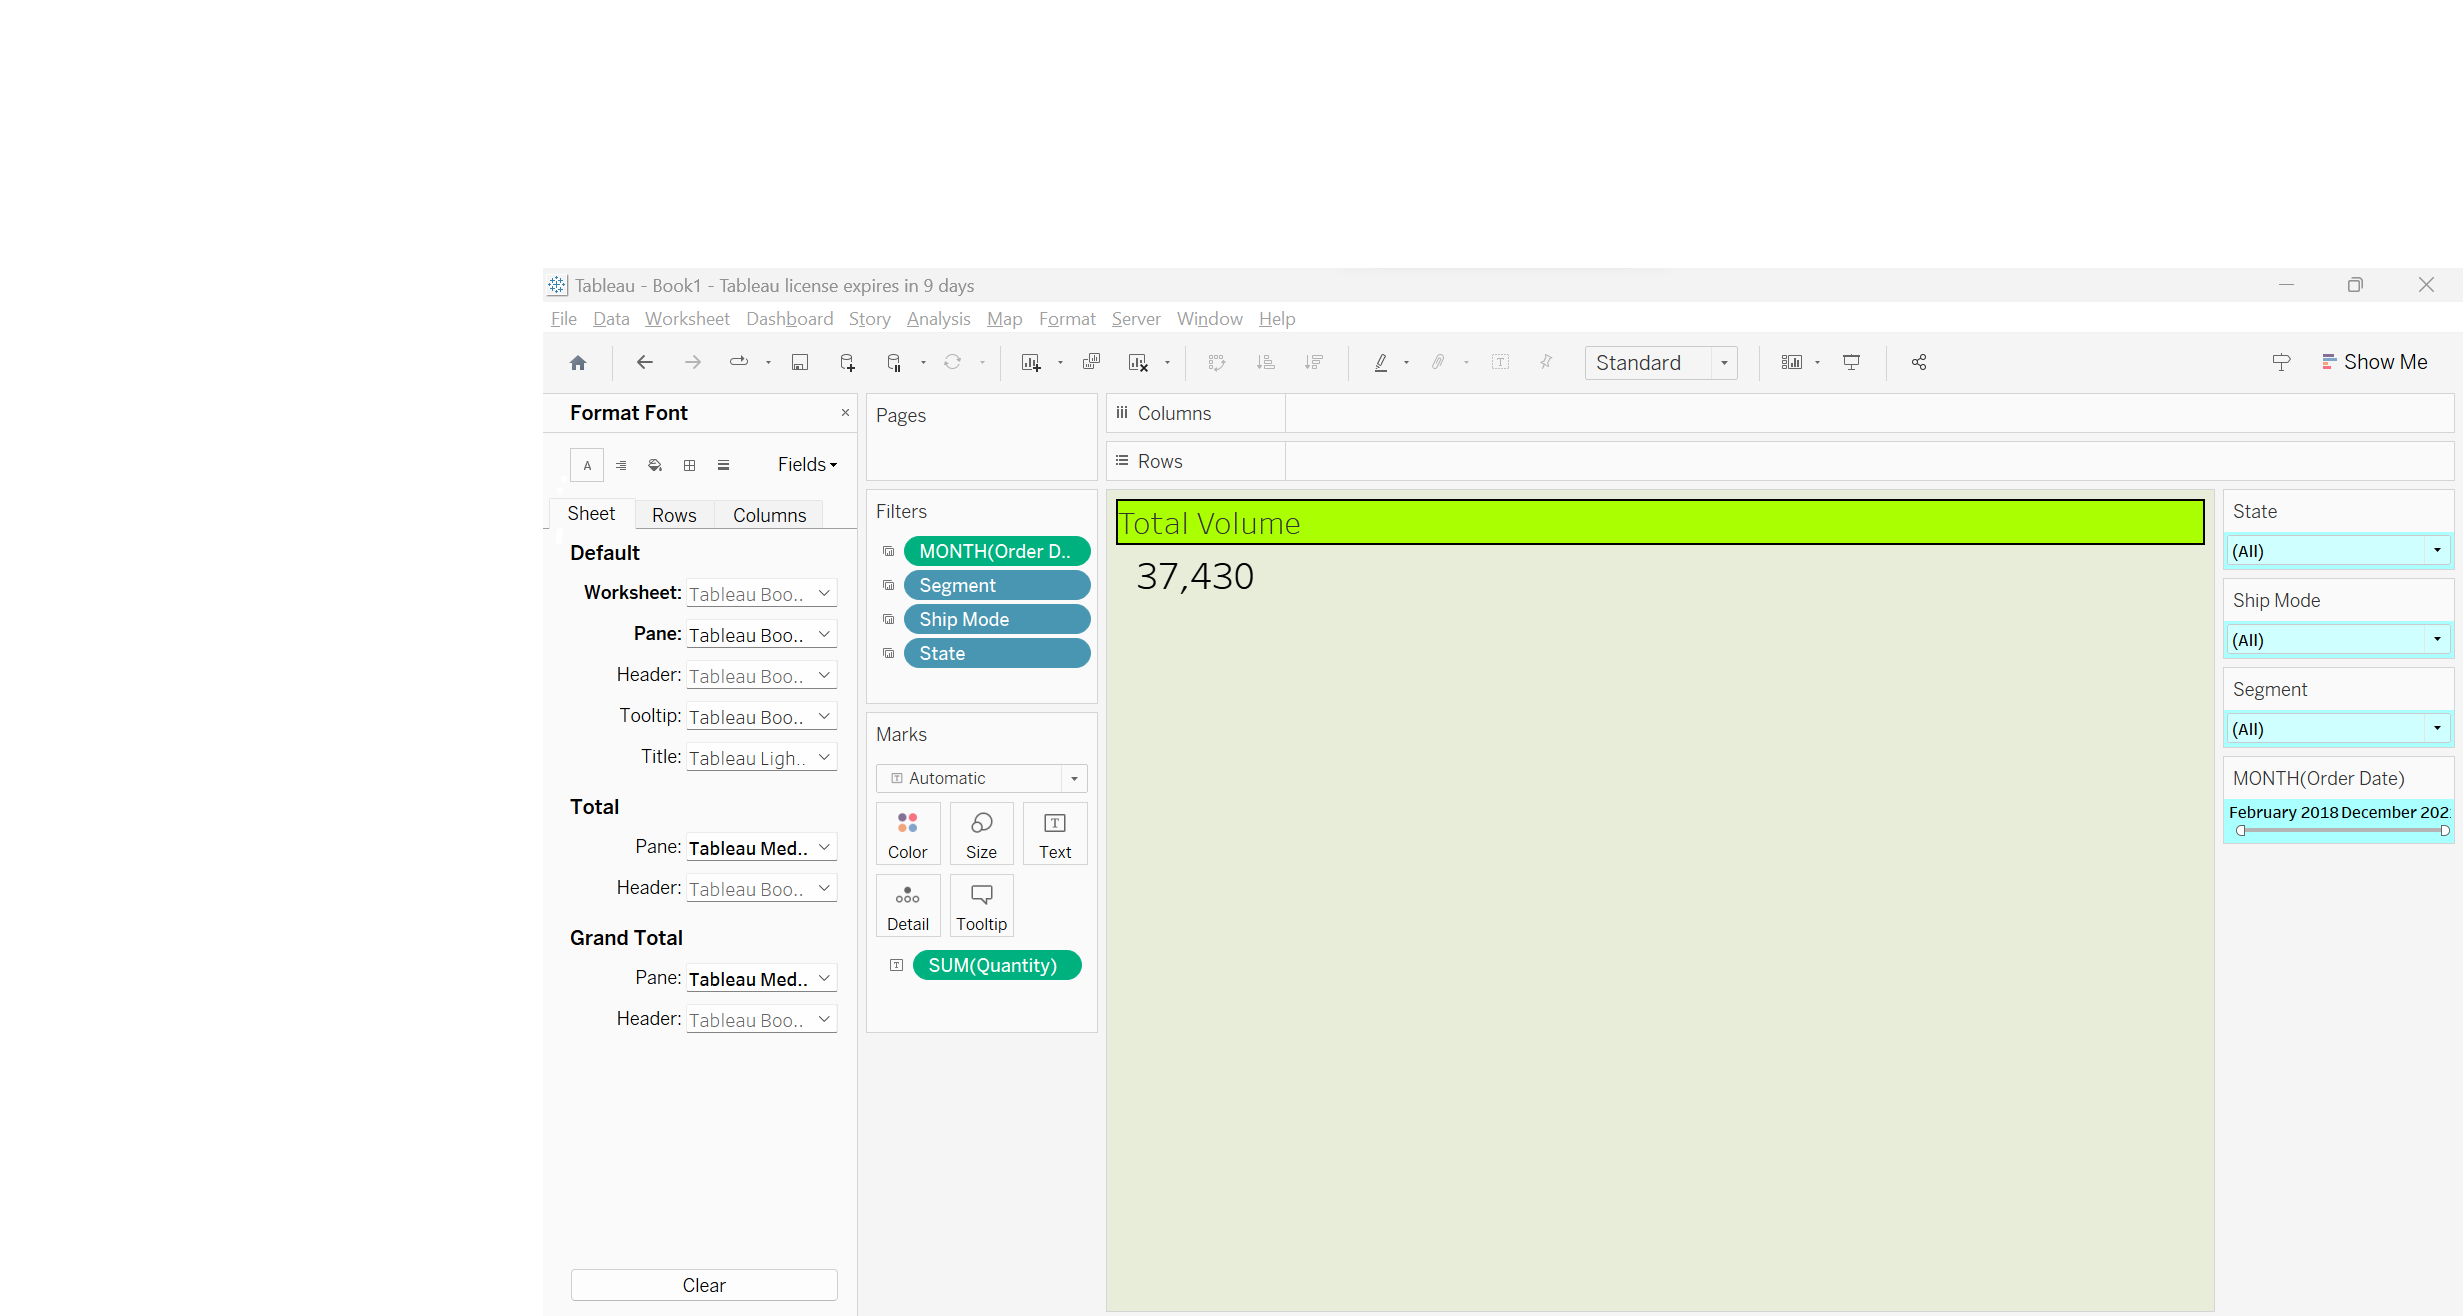 Tableau - Book1 - Tableau license expires in 9 days
File Data Worksheet Dashboard Story Analysis Map Format Server Window Help
Standard
Show Me
Format Font
Fields
Sheet Rows Columns
Default
Worksheet: Tableau Boo..
Pane: Tableau Boo..
Header: Tableau Boo..
Tooltip: Tableau Boo..
Title: Tableau Ligh..
Total
Pane: Tableau Med..
Header: Tableau Boo..
Grand Total
Pane: Tableau Med..
Header: Tableau Boo..
Clear
Pages
Filters
MONTH(Order D..
Segment
Ship Mode
State
Marks
Automatic
Color Size Text
Detail Tooltip
SUM(Quantity)
Columns
Rows
Total Volume
37,430
State
(All)
Ship Mode
(All)
Segment
(All)
MONTH(Order Date)
February 2018 December 202